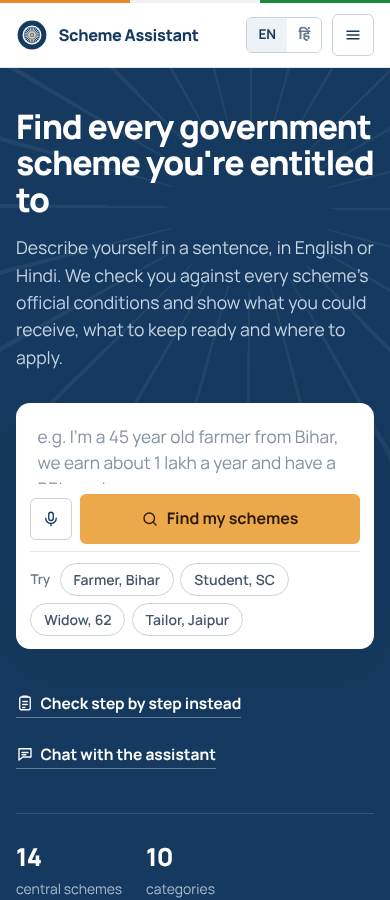 Scheme Assistant
EN
हिं
Find every government
scheme you're entitled
to
Describe yourself in a sentence, in English or
Hindi. We check you against every scheme's
official conditions and show what you could
receive, what to keep ready and where to
apply.
e.g. I'm a 45 year old farmer from Bihar,
we earn about 1 lakh a year and have a
Find my schemes
Try
Farmer, Bihar
Student, SC
Widow, 62
Tailor, Jaipur
Check step by step instead
Chat with the assistant
14
10
central schemes
categories